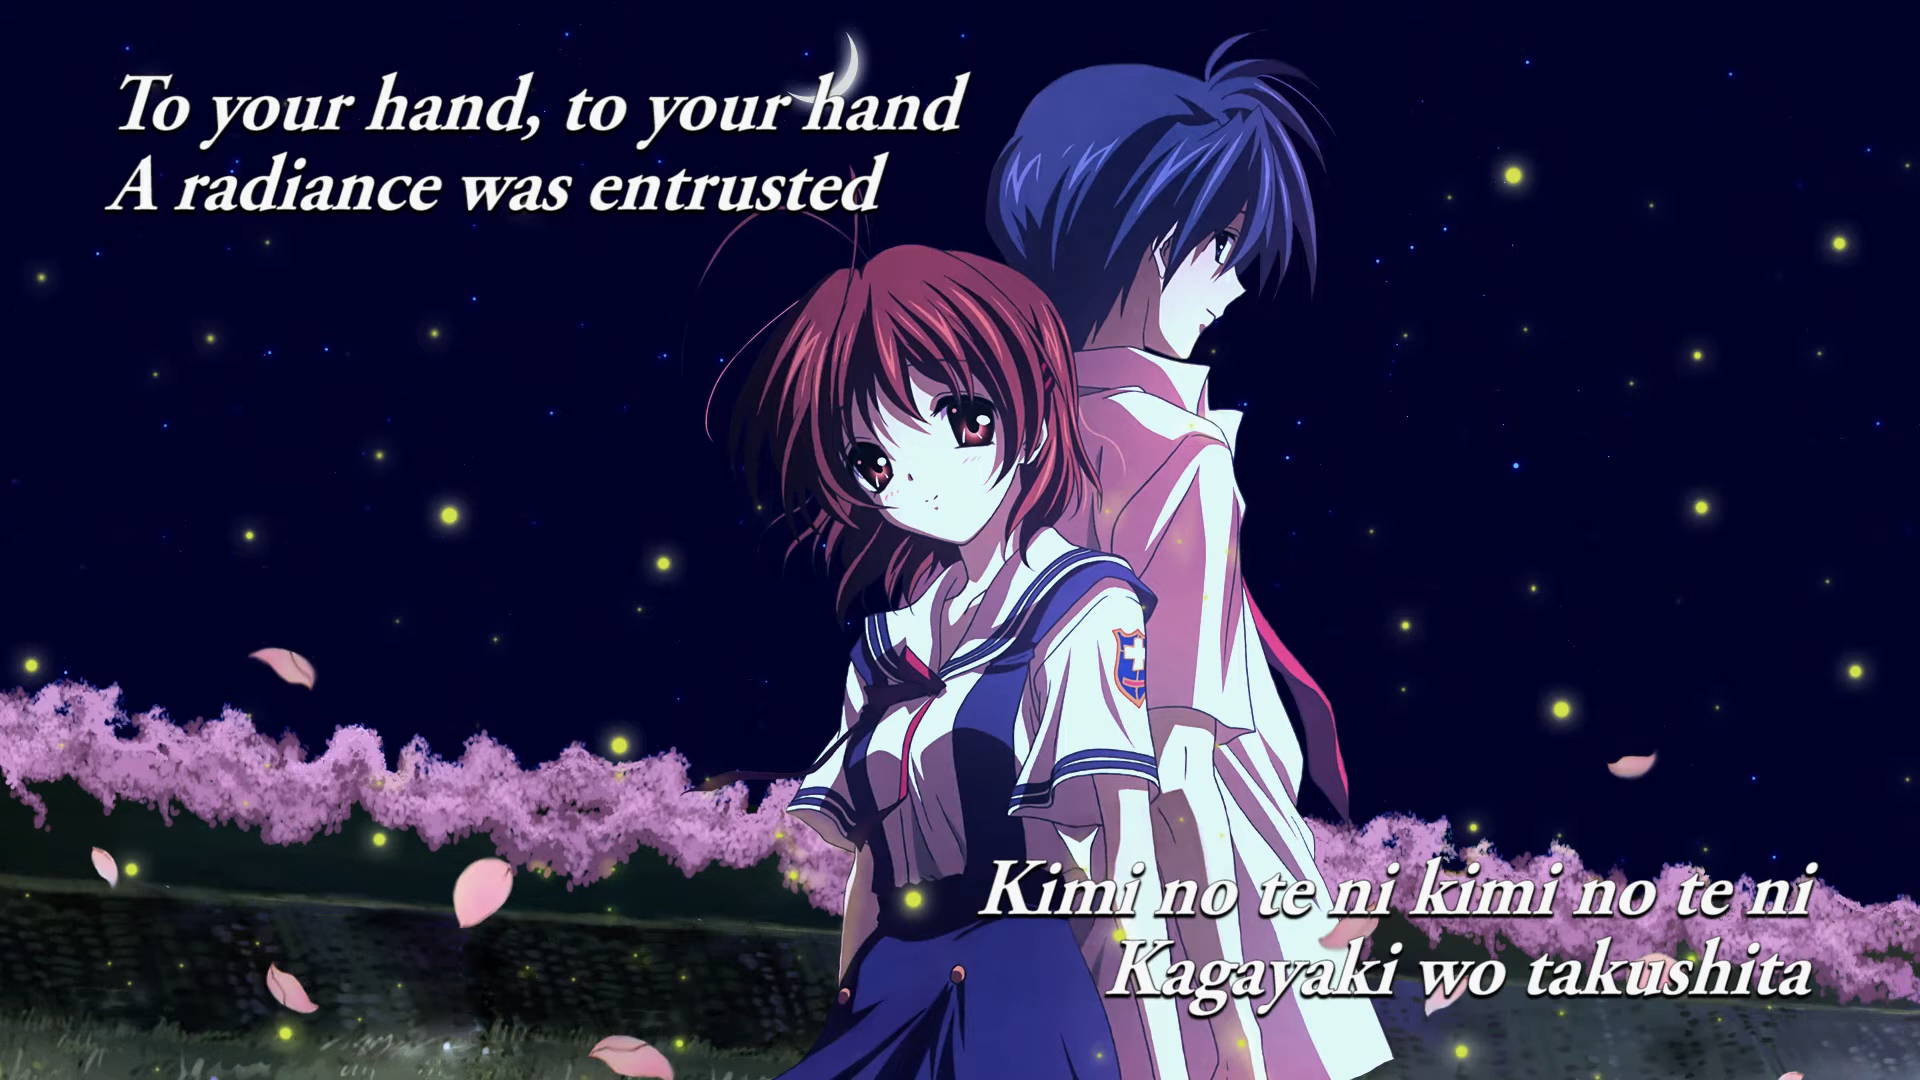 To your hand, to your hand
A radiance was entrusted
Kimi no te ni kimi no te ni
Kagayaki wo takushita